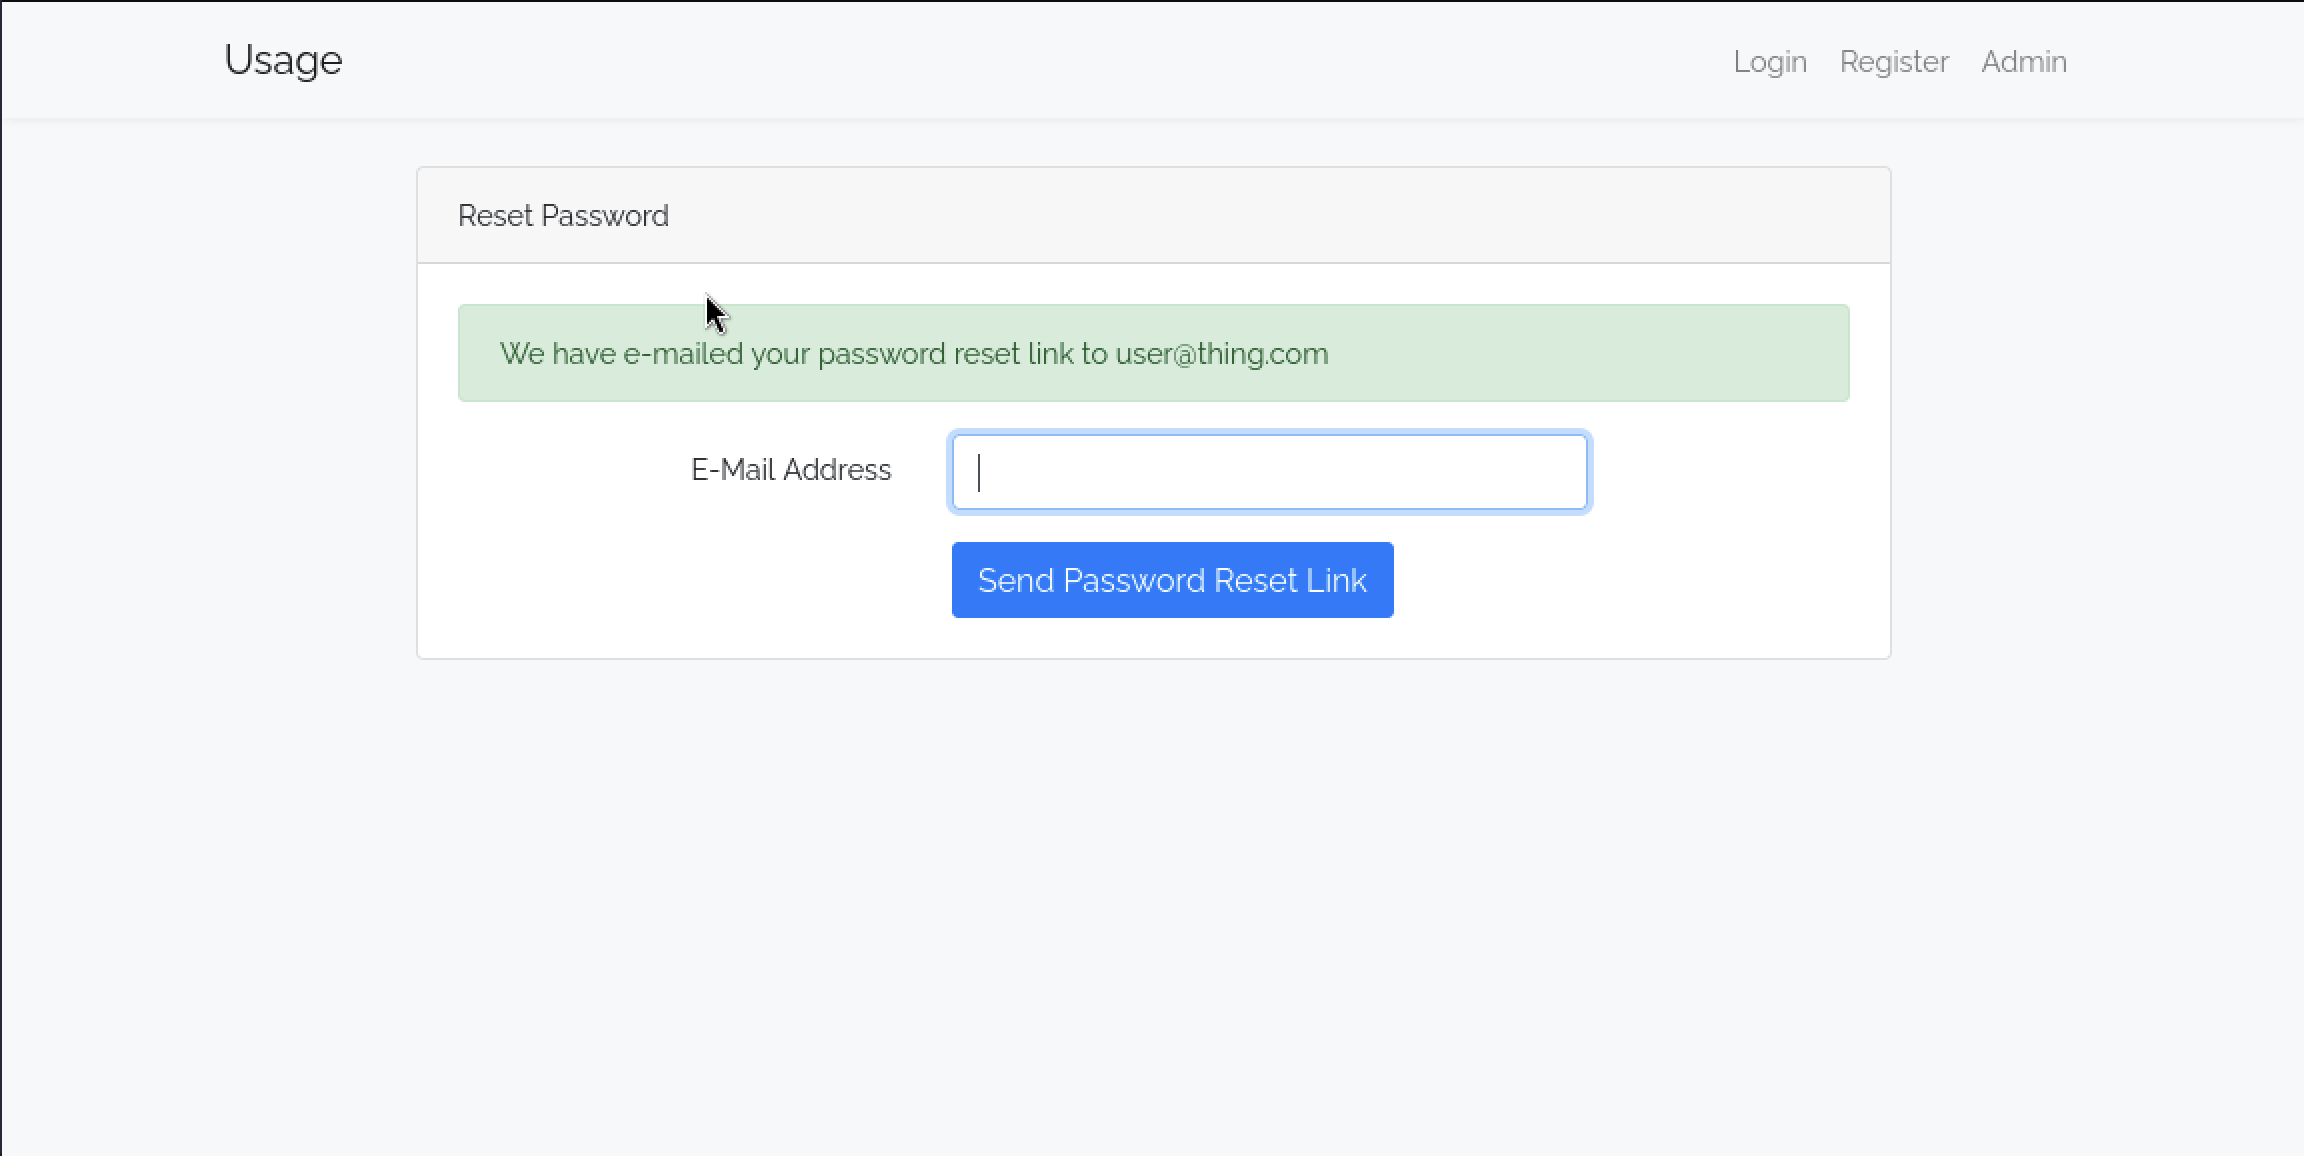 Usage
Login Register Admin
Reset Password
We have e-mailed your password reset link to user@thing.com
E-Mail Address
Send Password Reset Link